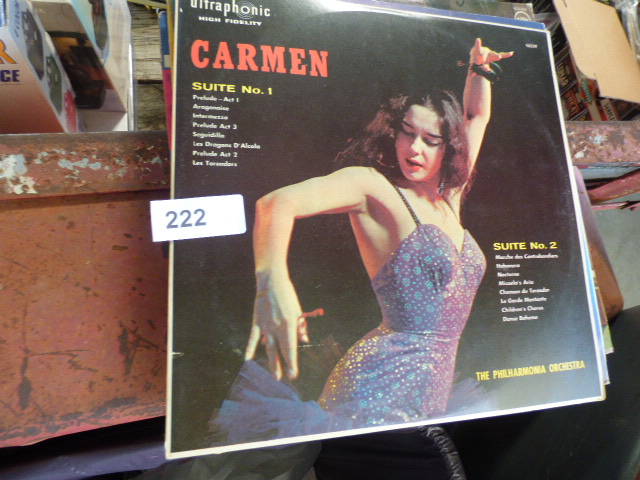 ultraphonic
HIGH FIDELITY
CARMEN
SUITE No. 1
Prelude - Act 1
Aragonaise
Intermezzo
Prelude Act 3
Seguidilla
Les Dragons D'Alcala
Prelude Act 2
Les Toreadors
222
SUITE No. 2
Marche des Contrebandiers
Habanera
Nocturne
Micaela's Aria
Chanson du Toreador
La Garde Montante
Children's Chorus
Danse Boheme
THE PHILHARMONIA ORCHESTRA